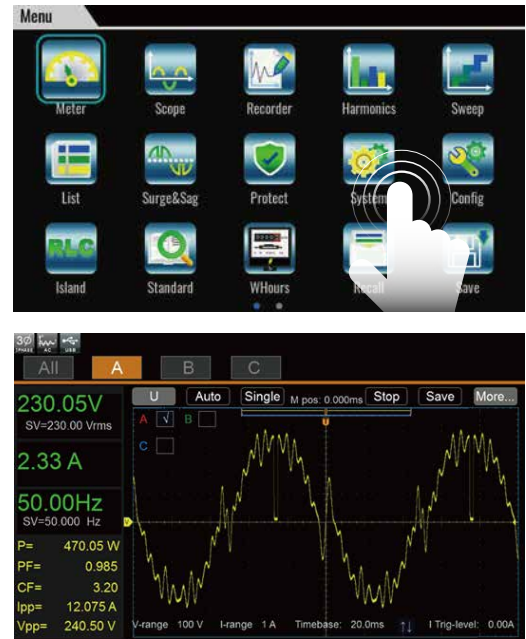 Menu
Meter Scope Recorder Harmonics Sweep
List Surge&Sag Protect System Config
RLC
Island Standard WHours Recall Save
3Ø AC USB
All A B C
230.05V
SV=230.00 Vrms
2.33 A
50.00Hz
SV=50.000 Hz
P= 470.05 W
PF= 0.985
CF= 3.20
Ipp= 12.075 A
Vpp= 240.50 V
U Auto Single M pos: 0.000ms Stop Save More...
A √ B
C
V-range 100 V I-range 1 A Timebase: 20.0ms ↑↓ I Trig-level: 0.00A